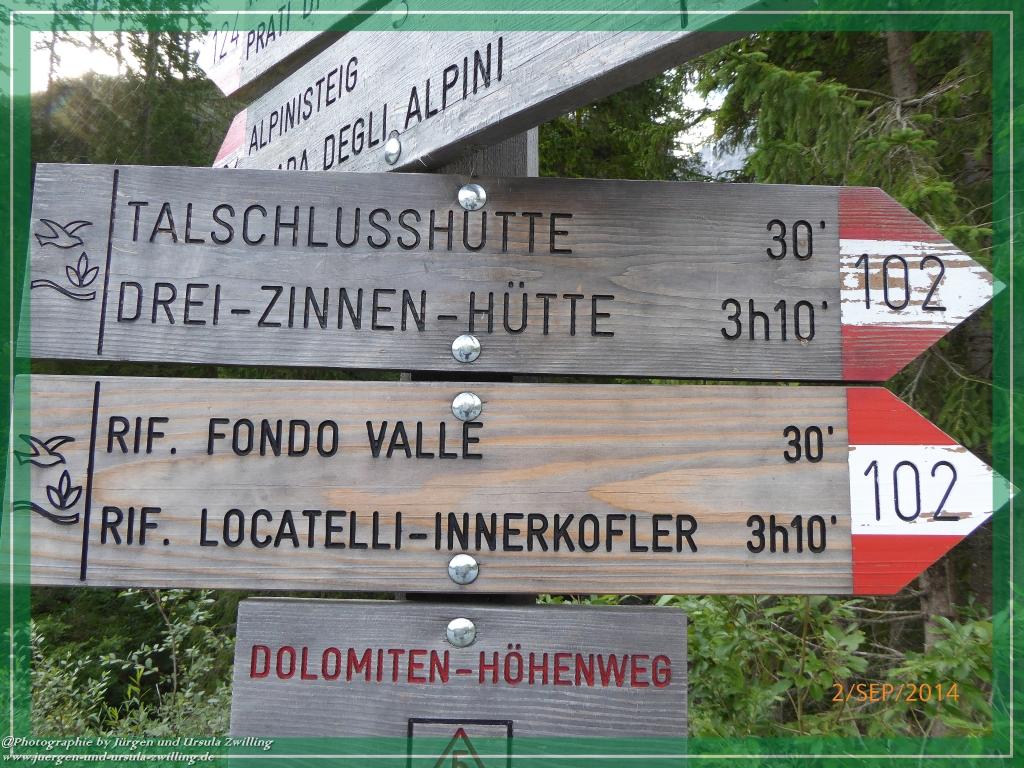 124 PRATI
ALPINISTEIG
DEGLI ALPINI
TALSCHLUSSHÜTTE 30'
DREI-ZINNEN-HÜTTE 3h10'
102
RIF. FONDO VALLE 30'
RIF. LOCATELLI-INNERKOFLER 3h10'
102
DOLOMITEN-HÖHENWEG
2/SEP/2014
@Photographie by Jürgen und Ursula Zwilling
www.juergen-und-ursula-zwilling.de